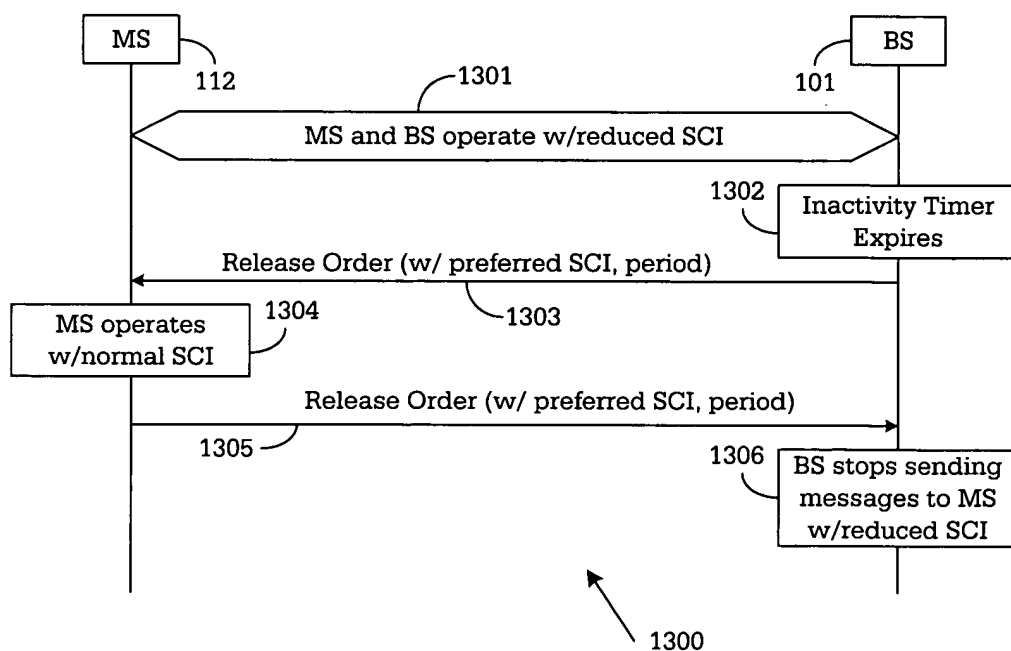 MS
BS
112
101
1301
MS and BS operate w/reduced SCI
1302
Inactivity Timer
Expires
Release Order (w/ preferred SCI, period)
1303
MS operates
w/normal SCI
1304
Release Order (w/ preferred SCI, period)
1305
1306
BS stops sending
messages to MS
w/reduced SCI
1300